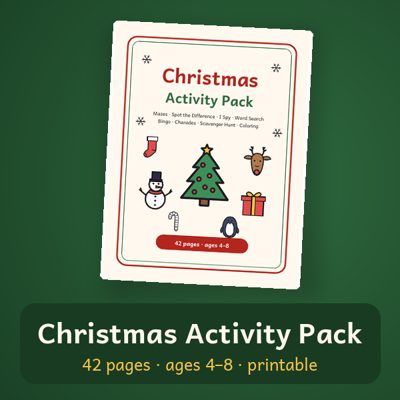 Christmas
Activity Pack
Mazes · Spot the Difference · I Spy · Word Search
Bingo · Charades · Scavenger Hunt · Coloring
42 pages · ages 4–8
Christmas Activity Pack
42 pages · ages 4–8 · printable